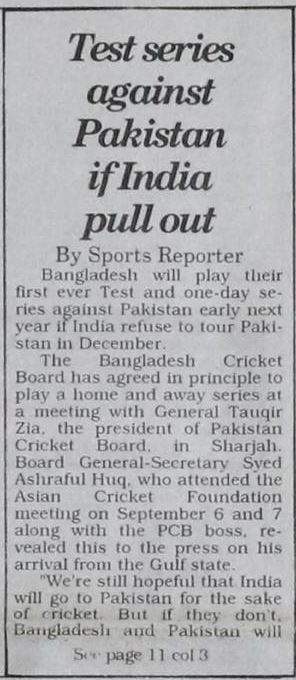 Test series
against
Pakistan
if India
pull out
By Sports Reporter
Bangladesh will play their
first ever Test and one-day se-
ries against Pakistan early next
year if India refuse to tour Paki-
stan in December.
The Bangladesh Cricket
Board has agreed in principle to
play a home and away series at
a meeting with General Tauqir
Zia, the president of Pakistan
Cricket Board, in Sharjah.
Board General-Secretary Syed
Ashraful Huq, who attended the
Asian Cricket Foundation
meeting on September 6 and 7
along with the PCB boss, re-
vealed this to the press on his
arrival from the Gulf state.
"We're still hopeful that India
will go to Pakistan for the sake
of cricket. But if they don't,
Bangladesh and Pakistan will
See page 11 col 3